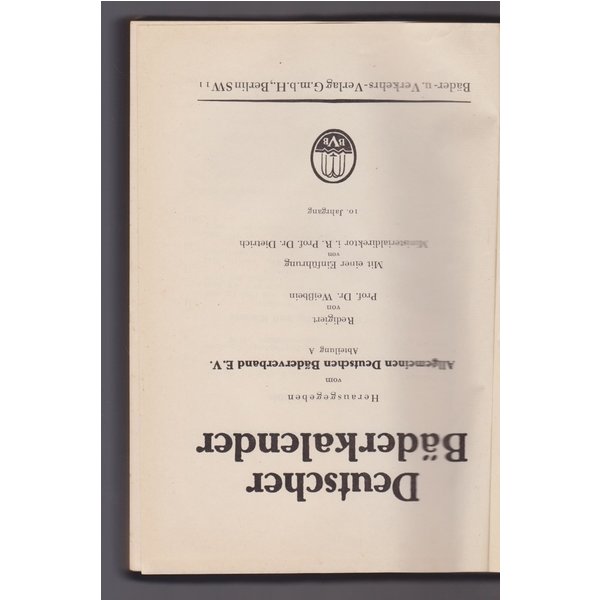 Deutscher
Bäderkalender
Herausgegeben
vom
Allgemeinen Deutschen Bäderverband E.V.
Abteilung A
Redigiert
von
Prof. Dr. Weißbein
Mit einer Einführung
von
Ministerialdirektor i. R. Prof. Dr. Dietrich
10. Jahrgang
BVB
Bäder- u. Verkehrs-Verlag G.m.b.H., Berlin SW 11